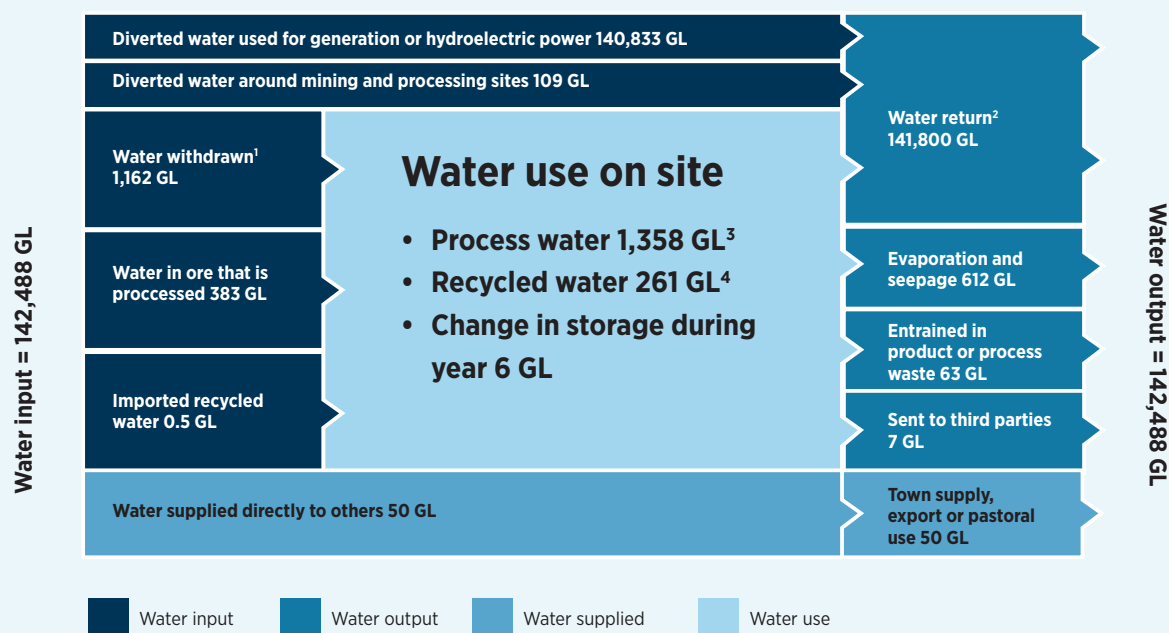 Diverted water used for generation or hydroelectric power 140,833 GL
Diverted water around mining and processing sites 109 GL
Water withdrawn¹
1,162 GL
Water in ore that is
proccessed 383 GL
Imported recycled
water 0.5 GL
Water use on site
• Process water 1,358 GL³
• Recycled water 261 GL⁴
• Change in storage during
year 6 GL
Water return²
141,800 GL
Evaporation and
seepage 612 GL
Entrained in
product or process
waste 63 GL
Sent to third parties
7 GL
Water supplied directly to others 50 GL
Town supply,
export or pastoral
use 50 GL
Water input = 142,488 GL
Water output = 142,488 GL
Water input
Water output
Water supplied
Water use